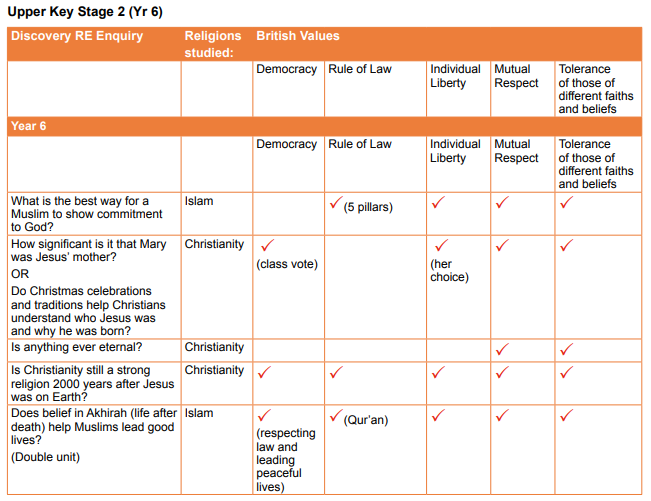 Upper Key Stage 2 (Yr 6)
Discovery RE Enquiry
Religions
studied:
British Values
Democracy
Rule of Law
Individual
Liberty
Mutual
Respect
Tolerance
of those of
different faiths
and beliefs
Year 6
Democracy
Rule of Law
Individual
Liberty
Mutual
Respect
Tolerance
of those of
different faiths
and beliefs
What is the best way for a
Muslim to show commitment
to God?
Islam
✓(5 pillars)
✓
✓
✓
How significant is it that Mary
was Jesus' mother?
OR
Do Christmas celebrations
and traditions help Christians
understand who Jesus was
and why he was born?
Christianity
✓
(class vote)
✓
(her
choice)
✓
✓
Is anything ever eternal?
Christianity
✓
✓
Is Christianity still a strong
religion 2000 years after Jesus
was on Earth?
Christianity
✓
✓
✓
✓
✓
Does belief in Akhirah (life after
death) help Muslims lead good
lives?
(Double unit)
Islam
✓
(respecting
law and
leading
peaceful
lives)
✓(Qur'an)
✓
✓
✓